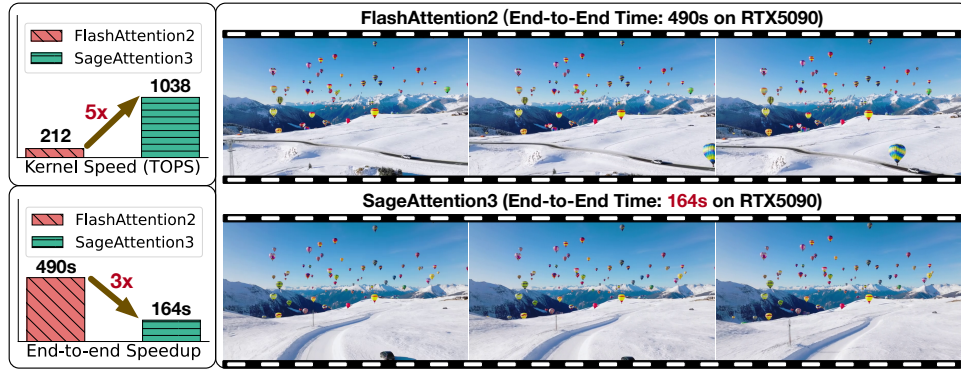 FlashAttention2
SageAttention3
212
5x
1038
Kernel Speed (TOPS)
FlashAttention2
SageAttention3
490s
3x
164s
End-to-end Speedup
FlashAttention2 (End-to-End Time: 490s on RTX5090)
SageAttention3 (End-to-End Time: 164s on RTX5090)